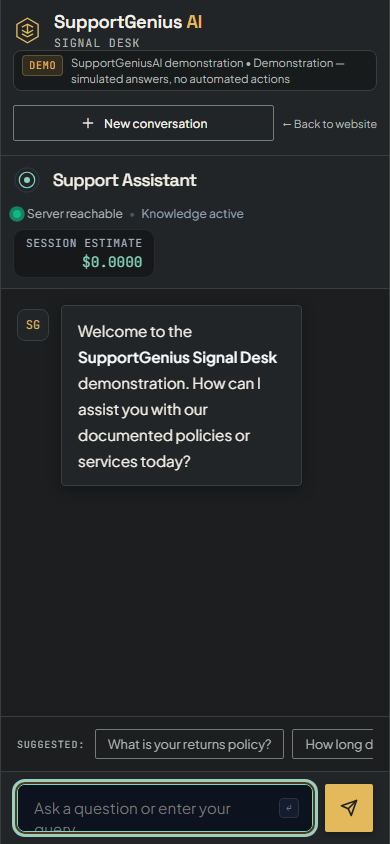 SupportGenius AI
SIGNAL DESK
DEMO
SupportGeniusAI demonstration • Demonstration —
simulated answers, no automated actions
+ New conversation
← Back to website
Support Assistant
Server reachable • Knowledge active
SESSION ESTIMATE
$0.0000
SG
Welcome to the
SupportGenius Signal Desk
demonstration. How can I
assist you with our
documented policies or
services today?
SUGGESTED:
What is your returns policy?
How long d
Ask a question or enter your
query